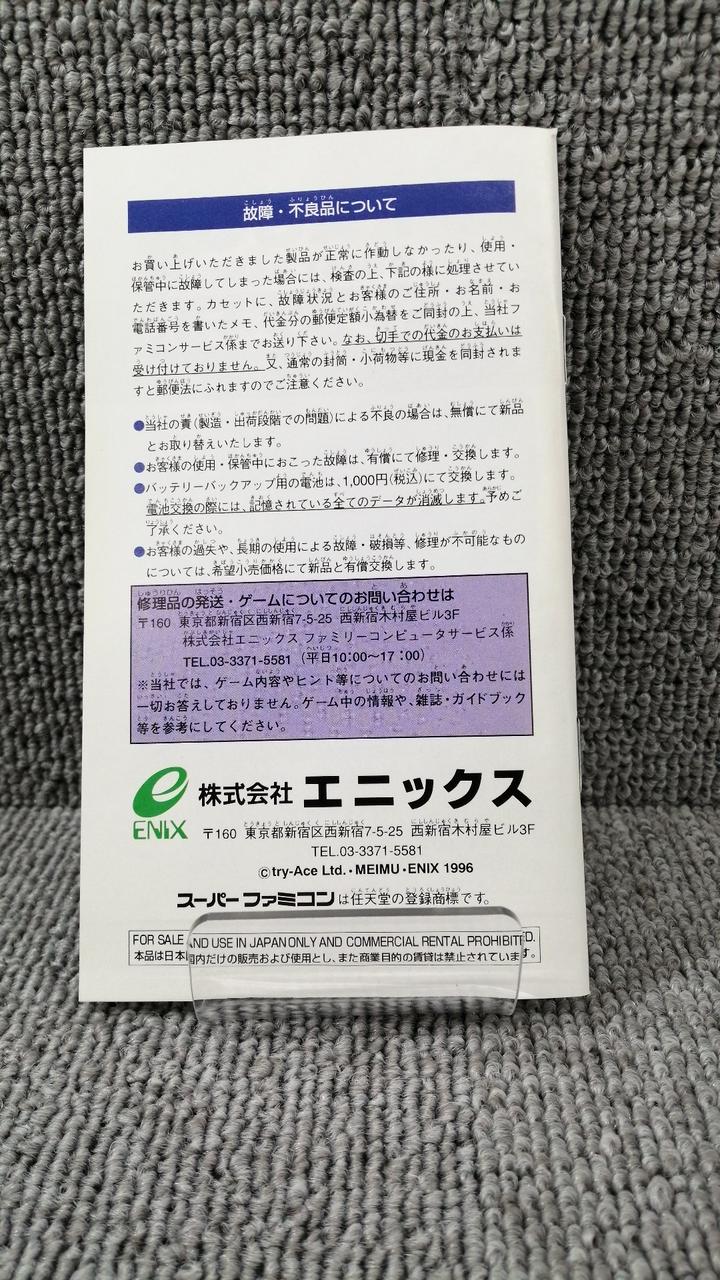 故障・不良品について
お買い上げいただきました製品が正常に作動しなかったり、使用・
保管中に故障してしまった場合には、検査の上、下記の様に処理させてい
ただきます。カセットに、故障状況とお客様のご住所・お名前・お
電話番号を書いたメモ、代金分の郵便定額小為替をご同封の上、当社フ
ァミコンサービス係までお送り下さい。なお、切手での代金のお支払いは
受け付けておりません。又、通常の封筒・小荷物等に現金を同封されま
すと郵便法にふれますのでご注意ください。
●当社の責(製造・出荷段階での問題)による不良の場合は、無償にて新品
とお取り替えいたします。
●お客様の使用・保管中におこった故障は、有償にて修理・交換します。
●バッテリーバックアップ用の電池は、1,000円(税込)にて交換します。
電池交換の際には、記憶されている全てのデータが消滅します。予めご
了承ください。
●お客様の過失や、長期の使用による故障・破損等、修理が不可能なもの
については、希望小売価格にて新品と有償交換します。
修理品の発送・ゲームについてのお問い合わせは
〒160 東京都新宿区西新宿7-5-25 西新宿木村屋ビル3F
株式会社エニックス ファミリーコンピュータサービス係
TEL.03-3371-5581 (平日10:00〜17:00)
※当社では、ゲーム内容やヒント等についてのお問い合わせには
一切お答えしておりません。ゲーム中の情報や、雑誌・ガイドブック
等を参考にしてください。
ENIX 株式会社 エニックス
〒160 東京都新宿区西新宿7-5-25 西新宿木村屋ビル3F
TEL.03-3371-5581
©try-Ace Ltd.・MEIMU・ENIX 1996
スーパーファミコンは任天堂の登録商標です。
FOR SALE AND USE IN JAPAN ONLY AND COMMERCIAL RENTAL PROHIBITED.
本品は日本国内だけの販売および使用とし、また商業目的の賃貸は禁止されています。